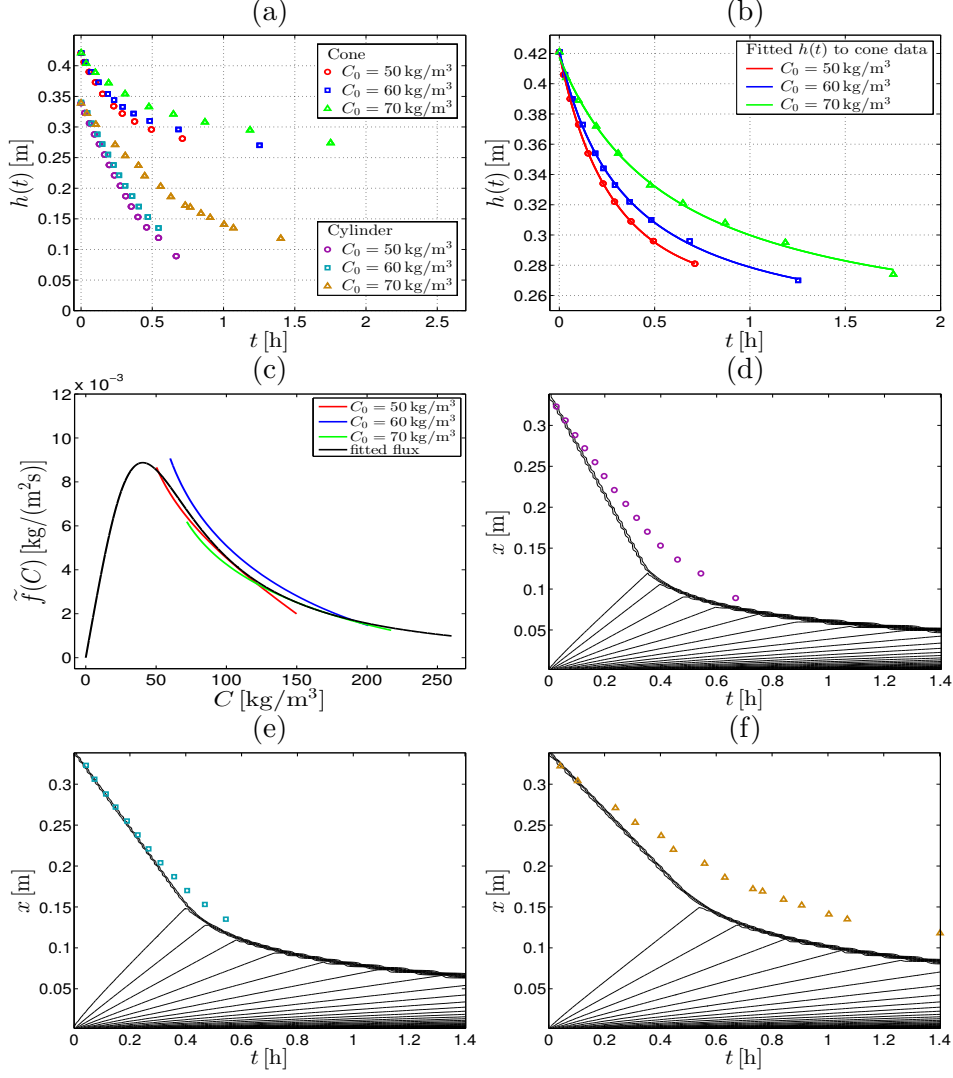 (a)
h(t) [m]
0.4
0.35
0.3
0.25
0.2
0.15
0.1
0.05
0
0 0.5 1 1.5 2 2.5
t [h]
Cone
C₀ = 50 kg/m³
C₀ = 60 kg/m³
C₀ = 70 kg/m³
Cylinder
C₀ = 50 kg/m³
C₀ = 60 kg/m³
C₀ = 70 kg/m³
(b)
h(t) [m]
0.42
0.4
0.38
0.36
0.34
0.32
0.3
0.28
0.26
0 0.5 1 1.5 2
t [h]
Fitted h(t) to cone data
C₀ = 50 kg/m³
C₀ = 60 kg/m³
C₀ = 70 kg/m³
(c)
× 10⁻³
f̃(C) [kg/(m²s)]
12
10
8
6
4
2
0
0 50 100 150 200 250
C [kg/m³]
C₀ = 50 kg/m³
C₀ = 60 kg/m³
C₀ = 70 kg/m³
fitted flux
(d)
x [m]
0.3
0.25
0.2
0.15
0.1
0.05
0 0.2 0.4 0.6 0.8 1 1.2 1.4
t [h]
(e)
x [m]
0.3
0.25
0.2
0.15
0.1
0.05
0 0.2 0.4 0.6 0.8 1 1.2 1.4
t [h]
(f)
x [m]
0.3
0.25
0.2
0.15
0.1
0.05
0 0.2 0.4 0.6 0.8 1 1.2 1.4
t [h]